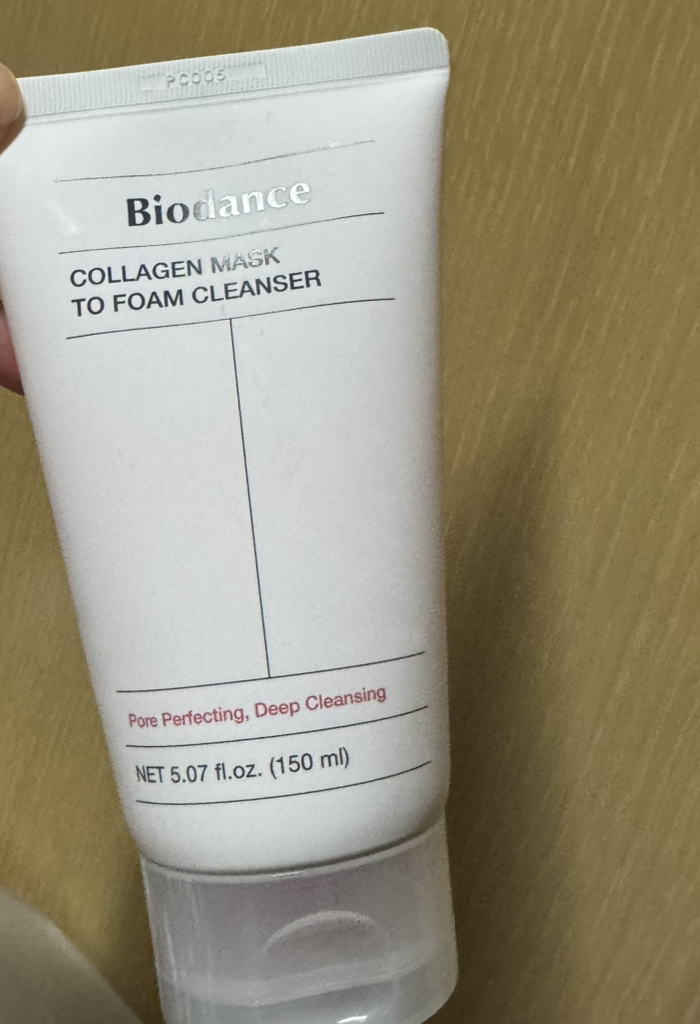 PC005
Biodance
COLLAGEN MASK
TO FOAM CLEANSER
Pore Perfecting, Deep Cleansing
NET 5.07 fl.oz. (150 ml)